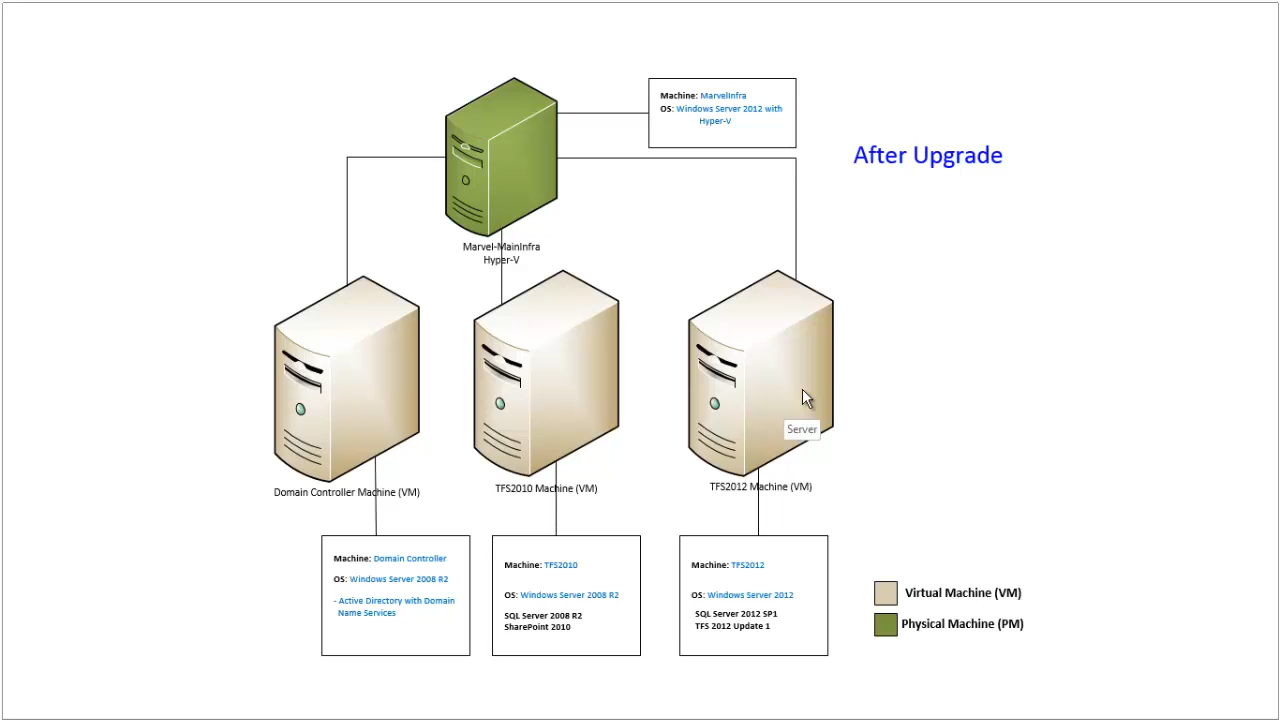 Machine: MarvelInfra
OS: Windows Server 2012 with
Hyper-V
After Upgrade
Marvel-MainInfra
Hyper-V
Server
Domain Controller Machine (VM)
TFS2010 Machine (VM)
TFS2012 Machine (VM)
Machine: Domain Controller
OS: Windows Server 2008 R2
- Active Directory with Domain
Name Services
Machine: TFS2010
OS: Windows Server 2008 R2
SQL Server 2008 R2
SharePoint 2010
Machine: TFS2012
OS: Windows Server 2012
SQL Server 2012 SP1
TFS 2012 Update 1
Virtual Machine (VM)
Physical Machine (PM)